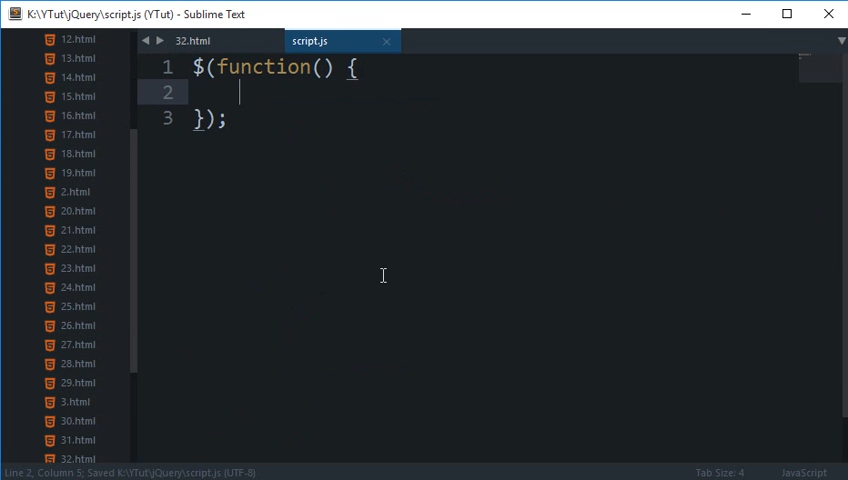 K:\YTut\jQuery\script.js (YTut) - Sublime Text
32.html
script.js
12.html
13.html
14.html
15.html
16.html
17.html
18.html
19.html
2.html
20.html
21.html
22.html
23.html
24.html
25.html
26.html
27.html
28.html
29.html
3.html
30.html
31.html
32.html
1 $(function() {
2
3 });
Line 2, Column 5; Saved K:\YTut\jQuery\script.js (UTF-8)
Tab Size: 4
JavaScript